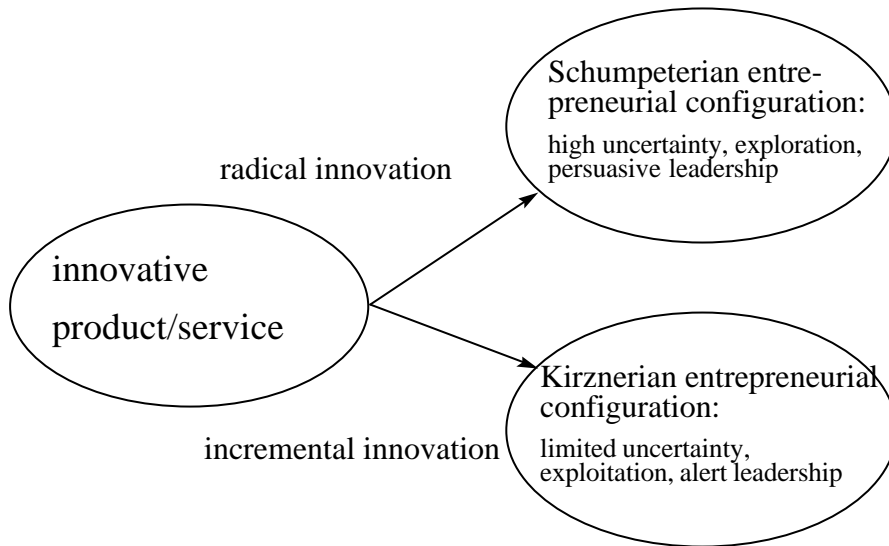 Schumpeterian entre-
preneurial configuration:
high uncertainty, exploration,
persuasive leadership
radical innovation
innovative
product/service
Kirznerian entrepreneurial
configuration:
limited uncertainty,
exploitation, alert leadership
incremental innovation